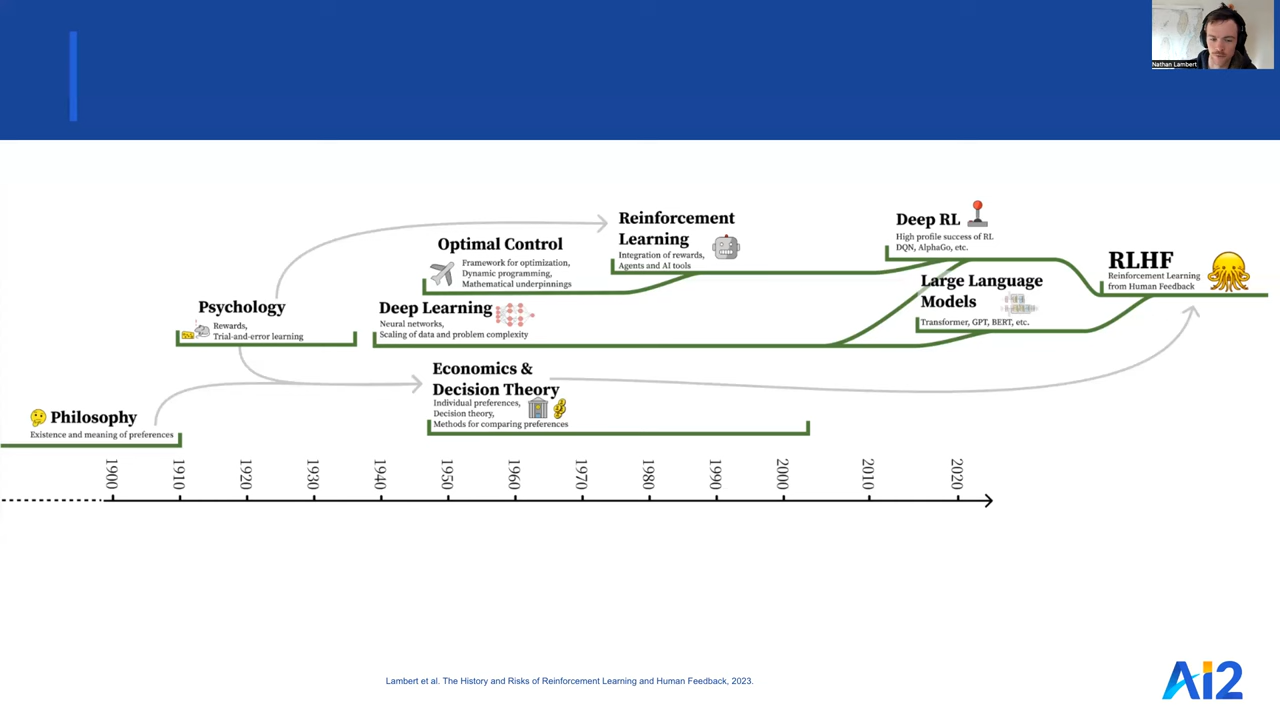 Nathan Lambert
Reinforcement
Learning
Integration of rewards,
Agents and AI tools
Deep RL
High profile success of RL
DQN, AlphaGo, etc.
Optimal Control
Framework for optimization,
Dynamic programming,
Mathematical underpinnings
RLHF
Reinforcement Learning
from Human Feedback
Large Language
Models
Transformer, GPT, BERT, etc.
Psychology
Rewards,
Trial-and-error learning
Deep Learning
Neural networks,
Scaling of data and problem complexity
Economics &
Decision Theory
Individual preferences,
Decision theory,
Methods for comparing preferences
Philosophy
Existence and meaning of preferences
1900
1910
1920
1930
1940
1950
1960
1970
1980
1990
2000
2010
2020
Lambert et al. The History and Risks of Reinforcement Learning and Human Feedback, 2023.
Ai2